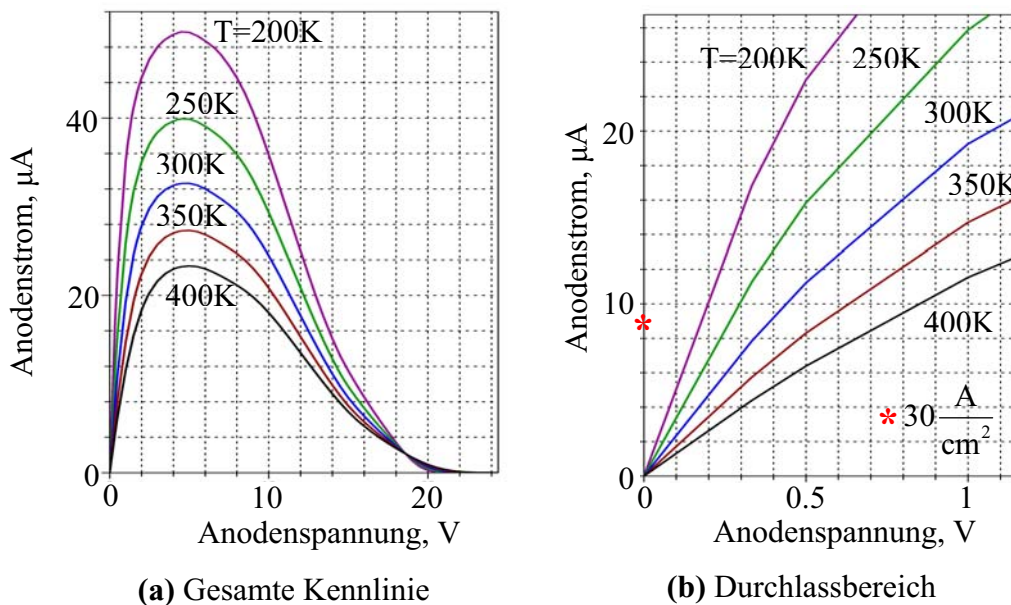 T=200K
250K
300K
350K
400K
40
20
0
0
10
20
Anodenstrom, µA
Anodenspannung, V
(a) Gesamte Kennlinie
T=200K
250K
300K
350K
400K
20
10
0
*
* 30 A/cm²
0
0.5
1
Anodenstrom, µA
Anodenspannung, V
(b) Durchlassbereich